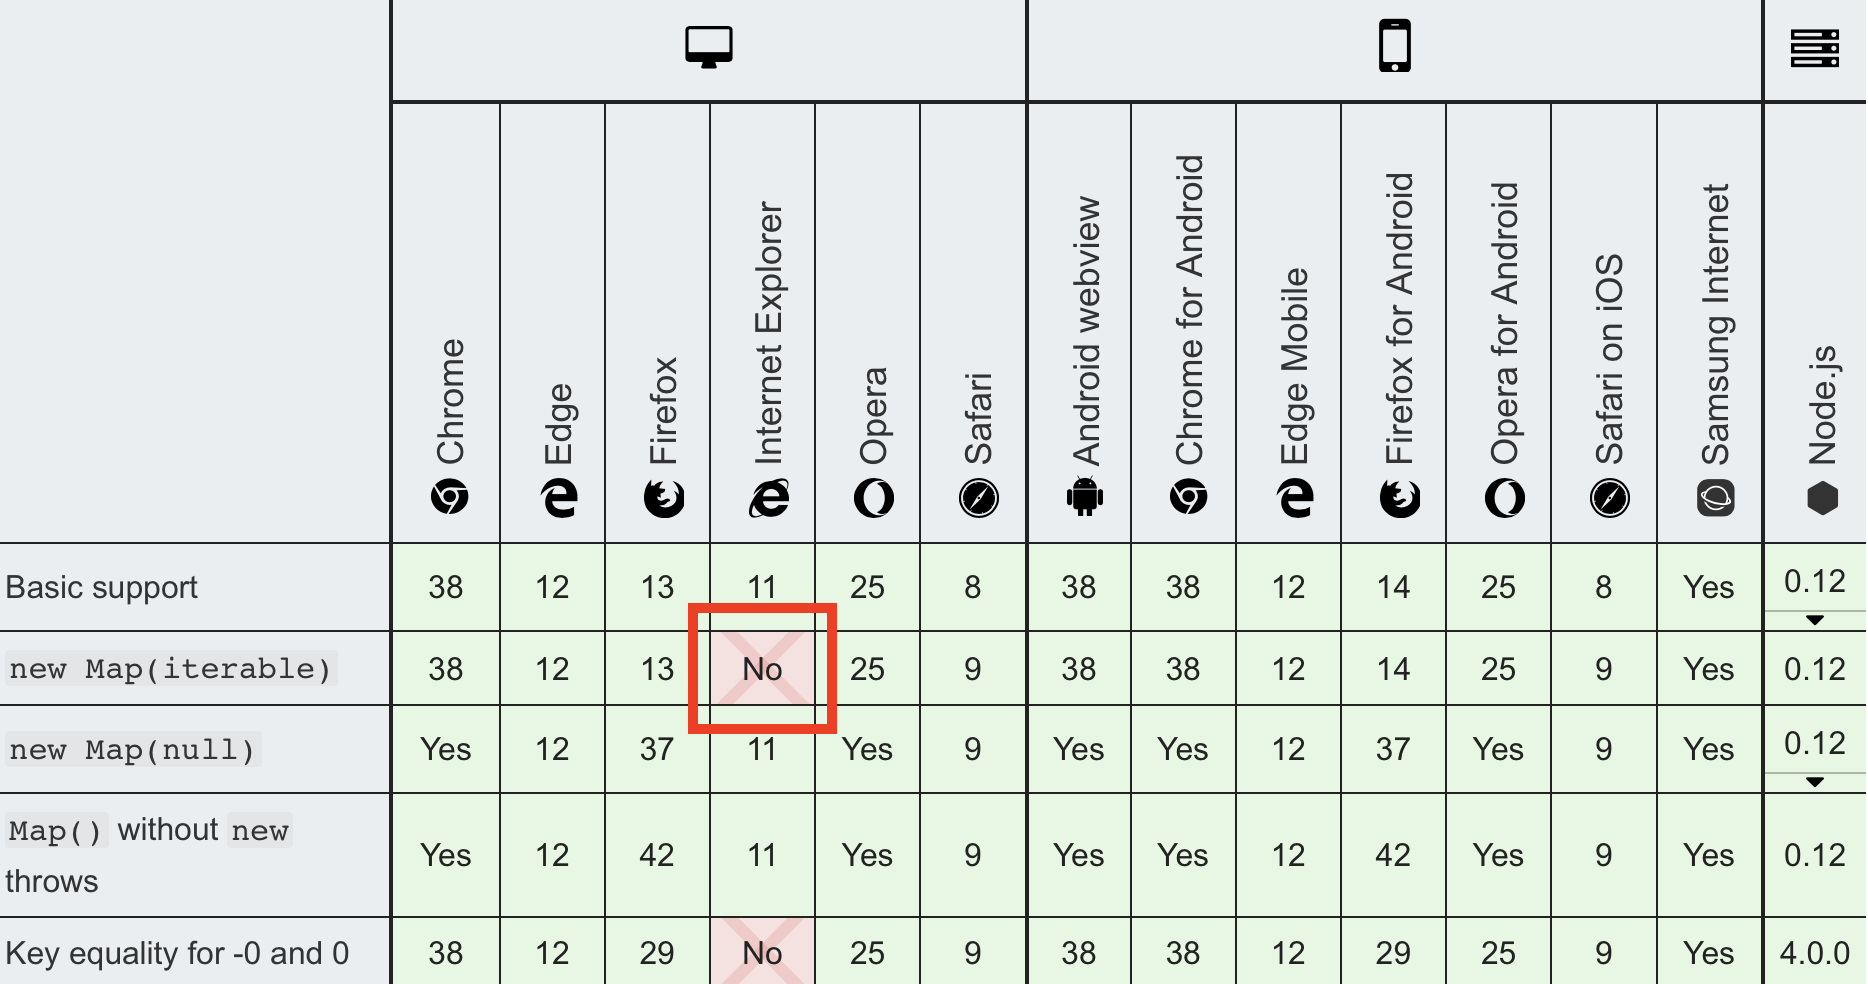 Chrome
Edge
Firefox
Internet Explorer
Opera
Safari
Android webview
Chrome for Android
Edge Mobile
Firefox for Android
Opera for Android
Safari on iOS
Samsung Internet
Node.js
Basic support 38 12 13 11 25 8 38 38 12 14 25 8 Yes 0.12
new Map(iterable) 38 12 13 No 25 9 38 38 12 14 25 9 Yes 0.12
new Map(null) Yes 12 37 11 Yes 9 Yes Yes 12 37 Yes 9 Yes 0.12
Map() without new
throws Yes 12 42 11 Yes 9 Yes Yes 12 42 Yes 9 Yes 0.12
Key equality for -0 and 0 38 12 29 No 25 9 38 38 12 29 25 9 Yes 4.0.0